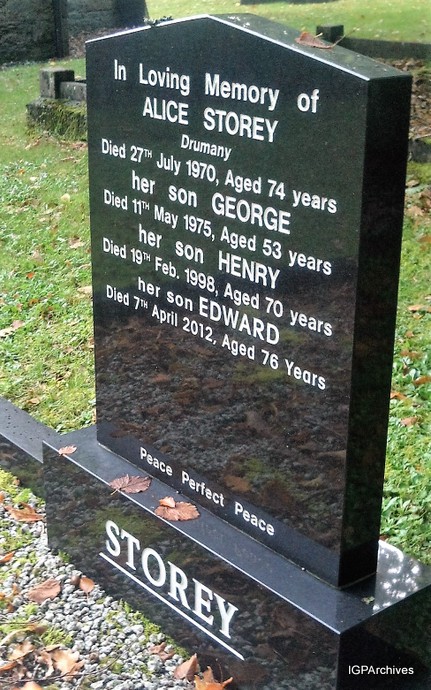 In Loving Memory of
ALICE STOREY
Drumany
Died 27TH July 1970, Aged 74 years
her son GEORGE
Died 11TH May 1975, Aged 53 years
her son HENRY
Died 19TH Feb. 1998, Aged 70 years
her son EDWARD
Died 7TH April 2012, Aged 76 Years
Peace Perfect Peace
STOREY
IGPArchives